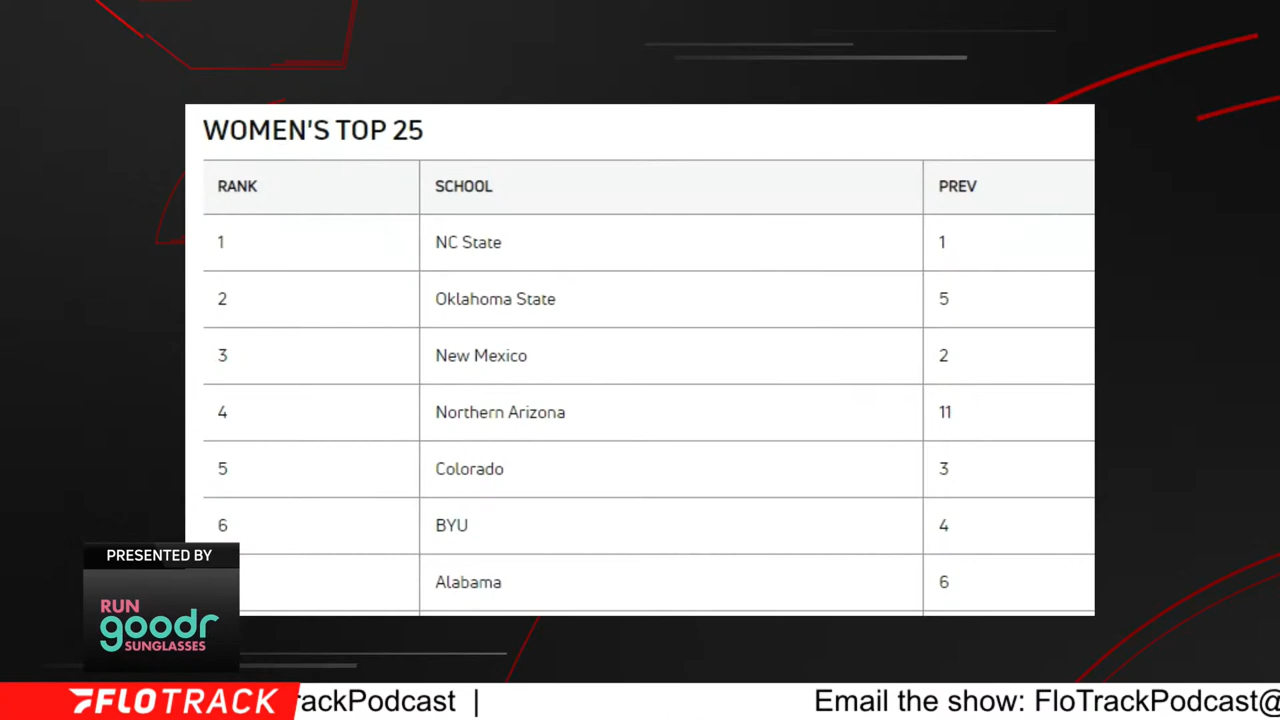 WOMEN'S TOP 25
RANK SCHOOL PREV
1 NC State 1
2 Oklahoma State 5
3 New Mexico 2
4 Northern Arizona 11
5 Colorado 3
6 BYU 4
Alabama 6
PRESENTED BY
RUN
goodr
SUNGLASSES
FLOTRACK rackPodcast | Email the show: FloTrackPodcast@